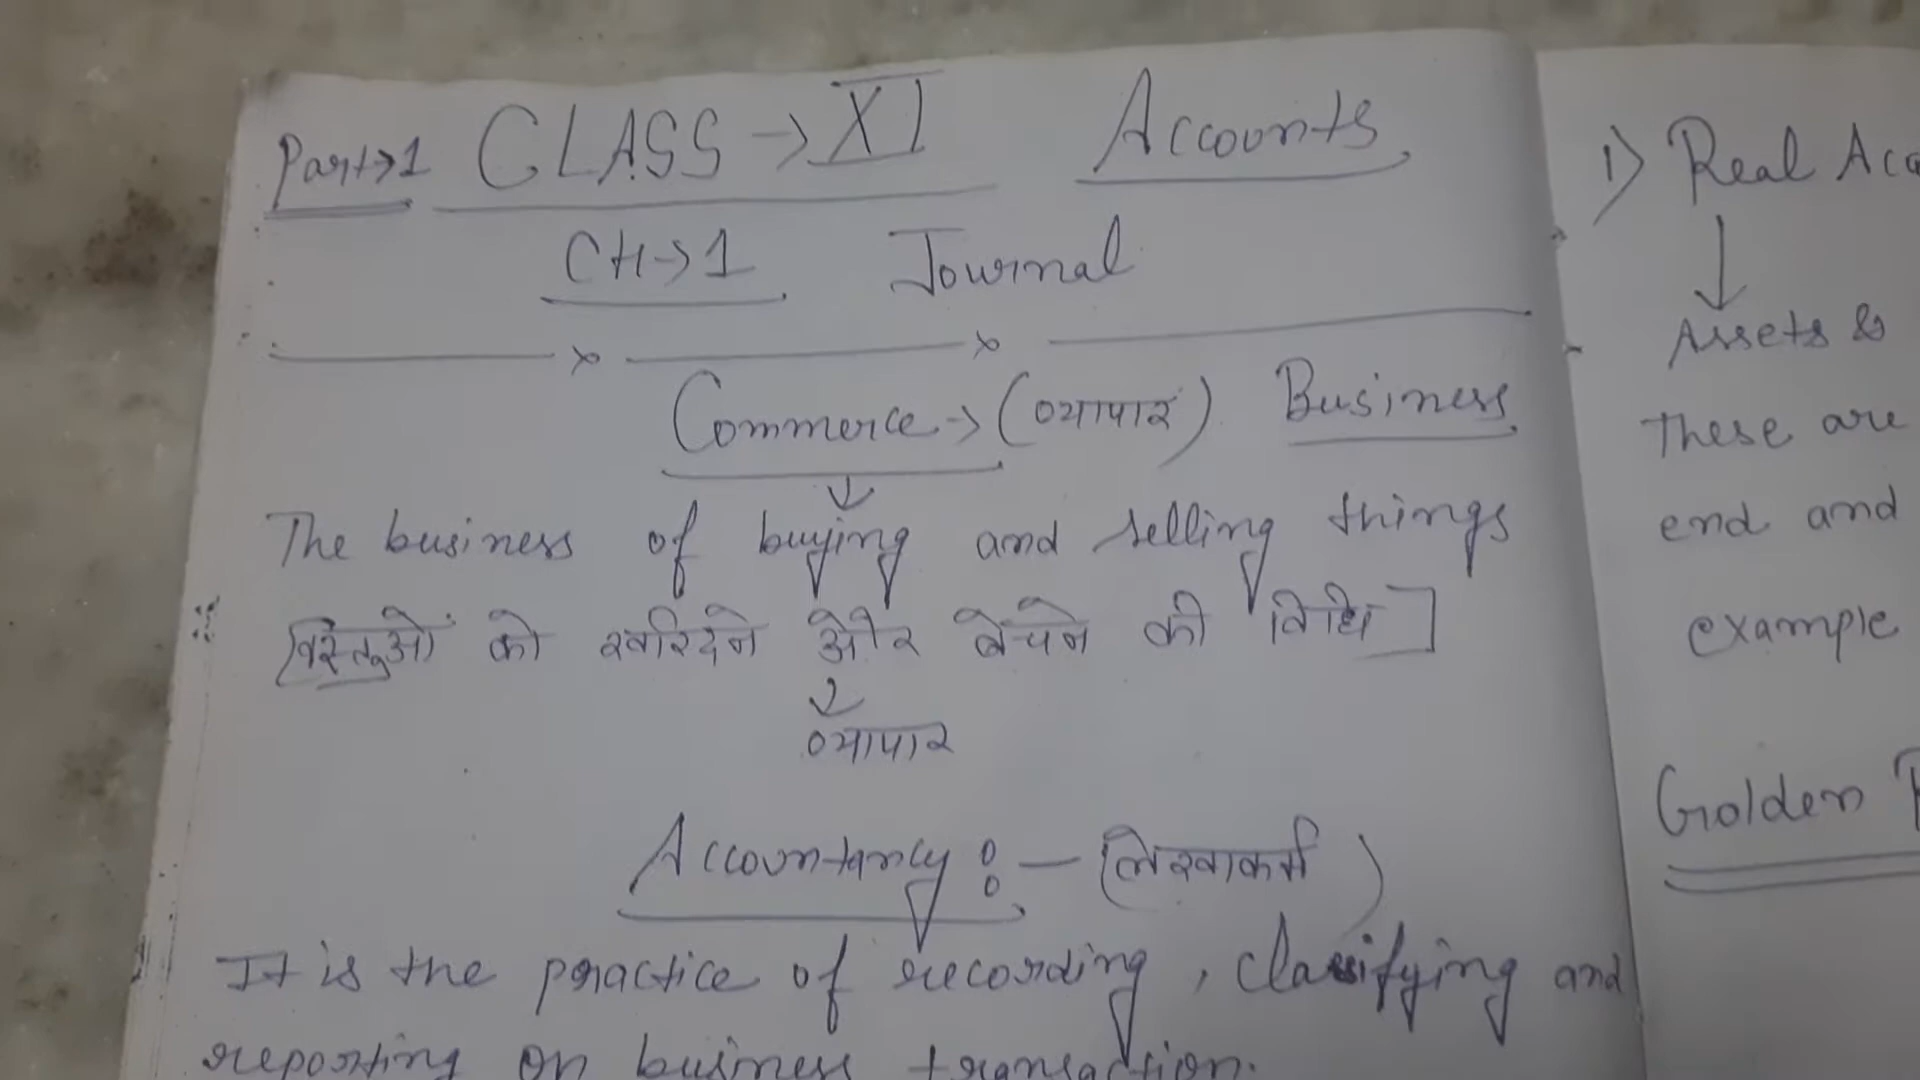 Part→1 CLASS → XI Accounts
CH→1 Journal
Commerce → (व्यापार) Business
↓
The business of buying and selling things
[वस्तुओं को खरिदने और बेचने की विधि]
↓
व्यापार
Accountancy :- (लेखाकर्म)
It is the practice of recording, classifying and
reporting on business transaction.
1) Real
↓
Assets &
These are
end and
example
Golden